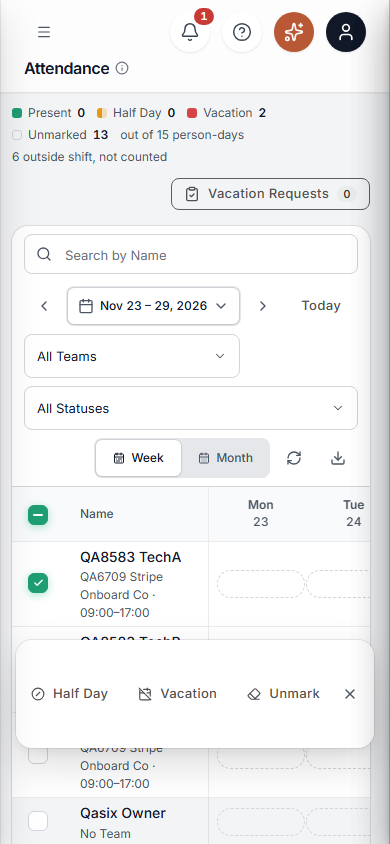 1
Attendance
Present 0 Half Day 0 Vacation 2
Unmarked 13 out of 15 person-days
6 outside shift, not counted
Vacation Requests 0
Search by Name
Nov 23 – 29, 2026
Today
All Teams
All Statuses
Week Month
Name Mon Tue
23 24
QA8583 TechA
QA6709 Stripe
Onboard Co ·
09:00–17:00
QA8583 TechB
Half Day Vacation Unmark
QA6709 Stripe
Onboard Co ·
09:00–17:00
Qasix Owner
No Team